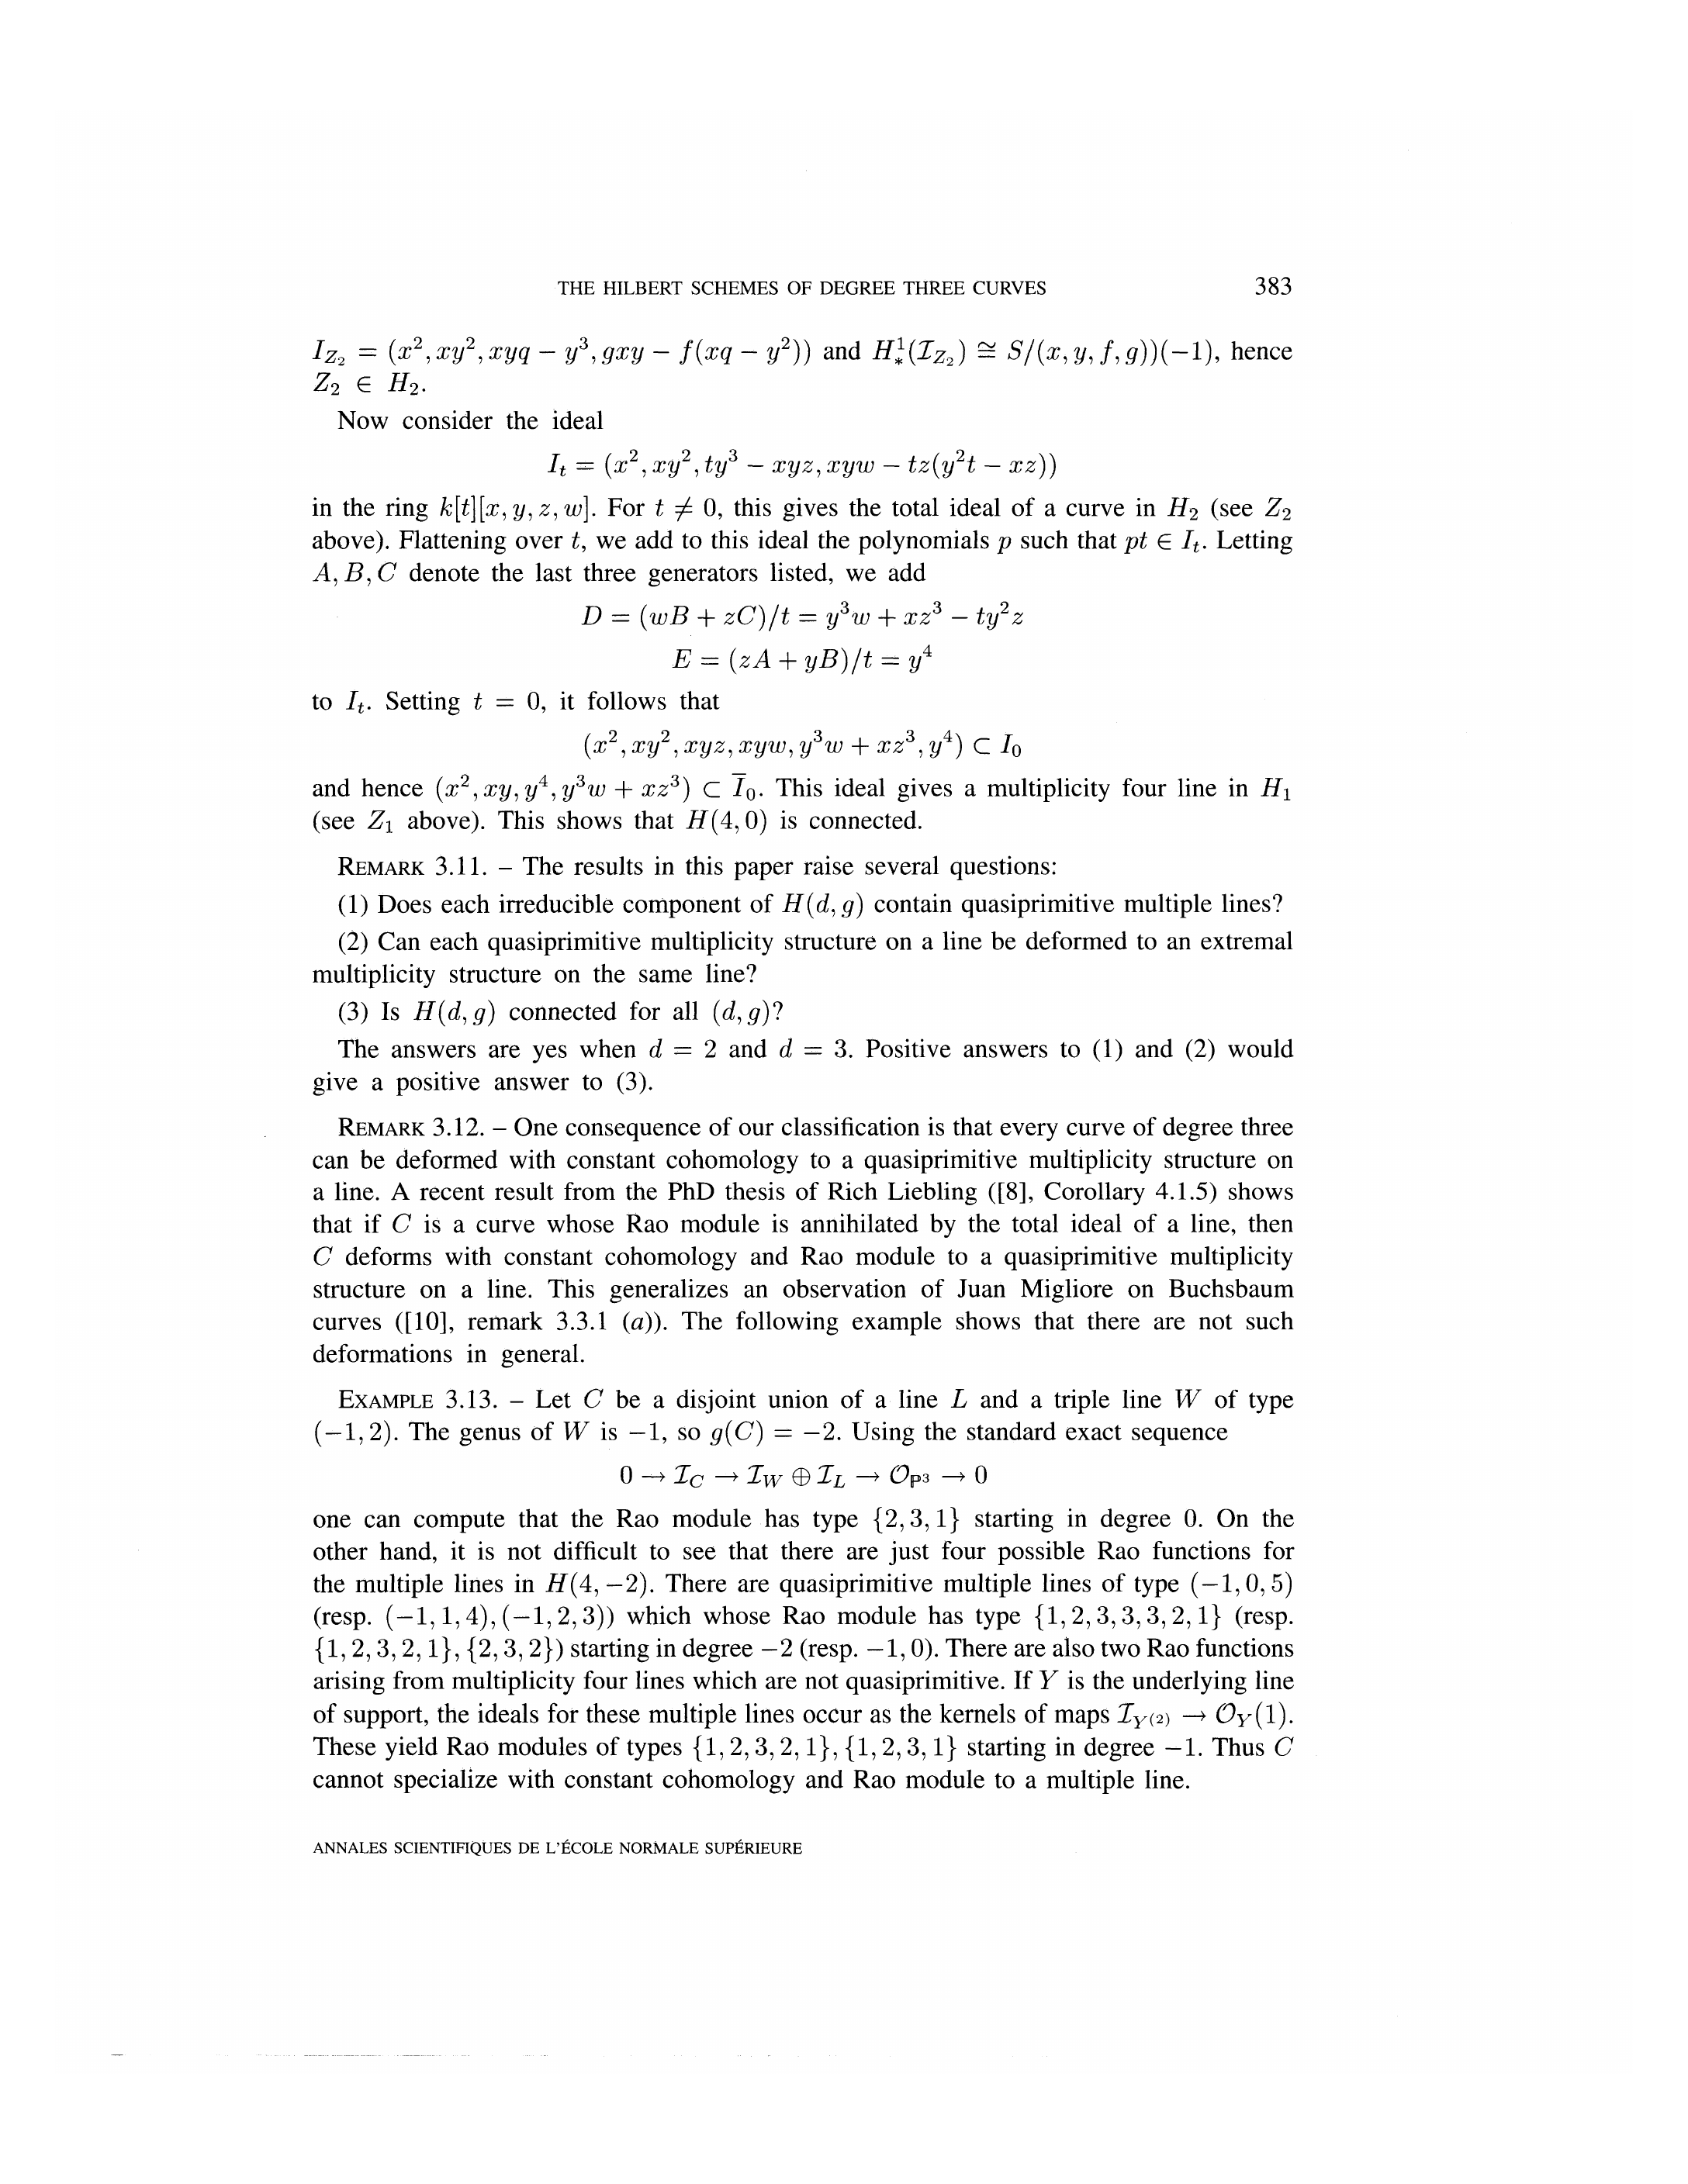 THE HILBERT SCHEMES OF DEGREE THREE CURVES 383
I_{Z_2} = (x^2, xy^2, xyq − y^3, gxy − f(xq − y^2)) and H^1_*(\mathcal{I}_{Z_2}) ≅ S/(x, y, f, g))(−1), hence
Z_2 ∈ H_2.
Now consider the ideal
I_t = (x^2, xy^2, ty^3 − xyz, xyw − tz(y^2t − xz))
in the ring k[t][x, y, z, w]. For t ≠ 0, this gives the total ideal of a curve in H_2 (see Z_2
above). Flattening over t, we add to this ideal the polynomials p such that pt ∈ I_t. Letting
A, B, C denote the last three generators listed, we add
D = (wB + zC)/t = y^3w + xz^3 − ty^2z
E = (zA + yB)/t = y^4
to I_t. Setting t = 0, it follows that
(x^2, xy^2, xyz, xyw, y^3w + xz^3, y^4) ⊂ I_0
and hence (x^2, xy, y^4, y^3w + xz^3) ⊂ \overline{I}_0. This ideal gives a multiplicity four line in H_1
(see Z_1 above). This shows that H(4, 0) is connected.
REMARK 3.11. – The results in this paper raise several questions:
(1) Does each irreducible component of H(d, g) contain quasiprimitive multiple lines?
(2) Can each quasiprimitive multiplicity structure on a line be deformed to an extremal
multiplicity structure on the same line?
(3) Is H(d, g) connected for all (d, g)?
The answers are yes when d = 2 and d = 3. Positive answers to (1) and (2) would
give a positive answer to (3).
REMARK 3.12. – One consequence of our classification is that every curve of degree three
can be deformed with constant cohomology to a quasiprimitive multiplicity structure on
a line. A recent result from the PhD thesis of Rich Liebling ([8], Corollary 4.1.5) shows
that if C is a curve whose Rao module is annihilated by the total ideal of a line, then
C deforms with constant cohomology and Rao module to a quasiprimitive multiplicity
structure on a line. This generalizes an observation of Juan Migliore on Buchsbaum
curves ([10], remark 3.3.1 (a)). The following example shows that there are not such
deformations in general.
EXAMPLE 3.13. – Let C be a disjoint union of a line L and a triple line W of type
(−1, 2). The genus of W is −1, so g(C) = −2. Using the standard exact sequence
0 → \mathcal{I}_C → \mathcal{I}_W ⊕ \mathcal{I}_L → \mathcal{O}_{P^3} → 0
one can compute that the Rao module has type {2, 3, 1} starting in degree 0. On the
other hand, it is not difficult to see that there are just four possible Rao functions for
the multiple lines in H(4, −2). There are quasiprimitive multiple lines of type (−1, 0, 5)
(resp. (−1, 1, 4), (−1, 2, 3)) which whose Rao module has type {1, 2, 3, 3, 3, 2, 1} (resp.
{1, 2, 3, 2, 1}, {2, 3, 2}) starting in degree −2 (resp. −1, 0). There are also two Rao functions
arising from multiplicity four lines which are not quasiprimitive. If Y is the underlying line
of support, the ideals for these multiple lines occur as the kernels of maps \mathcal{I}_{Y^{(2)}} → \mathcal{O}_Y(1).
These yield Rao modules of types {1, 2, 3, 2, 1}, {1, 2, 3, 1} starting in degree −1. Thus C
cannot specialize with constant cohomology and Rao module to a multiple line.
ANNALES SCIENTIFIQUES DE L'ÉCOLE NORMALE SUPÉRIEURE